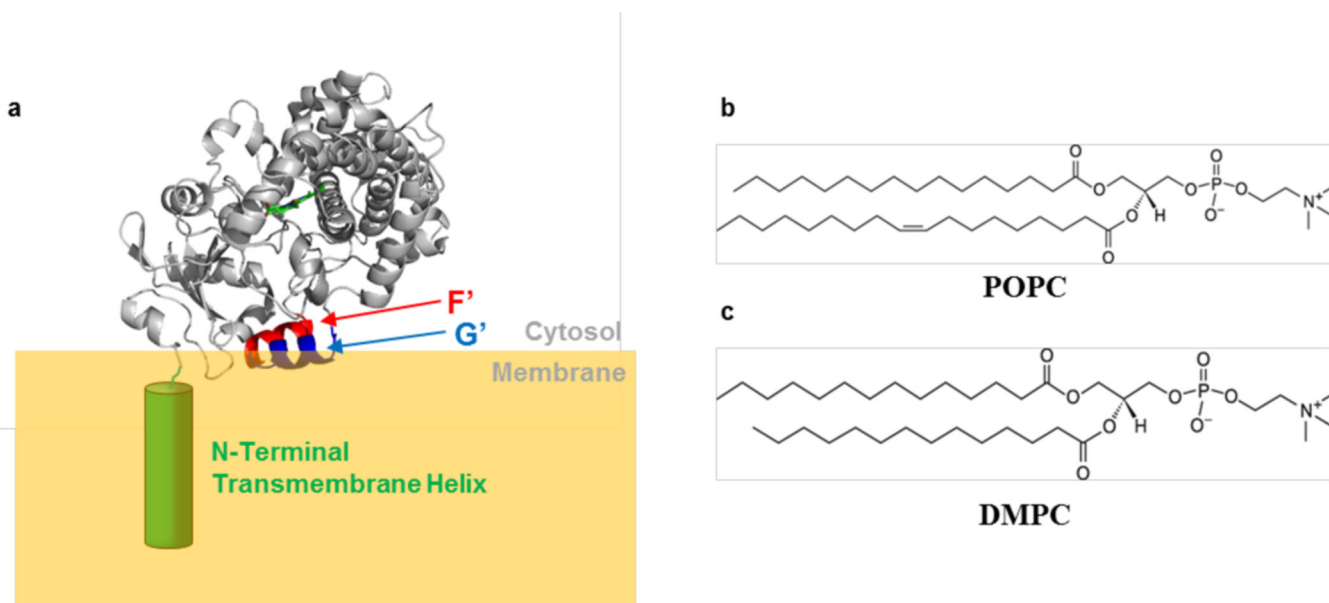 a
F'
G'
Cytosol
Membrane
N-Terminal
Transmembrane Helix
b
O
O
O
O
P
O
O⁻
N⁺
H
O
POPC
c
O
O
O
O
P
O
O⁻
N⁺
H
O
DMPC